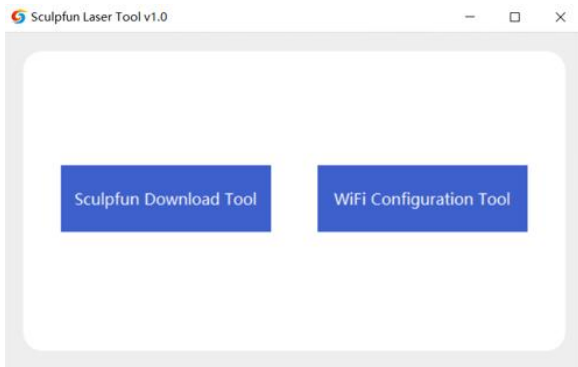 Sculpfun Laser Tool v1.0
Sculpfun Download Tool
WiFi Configuration Tool